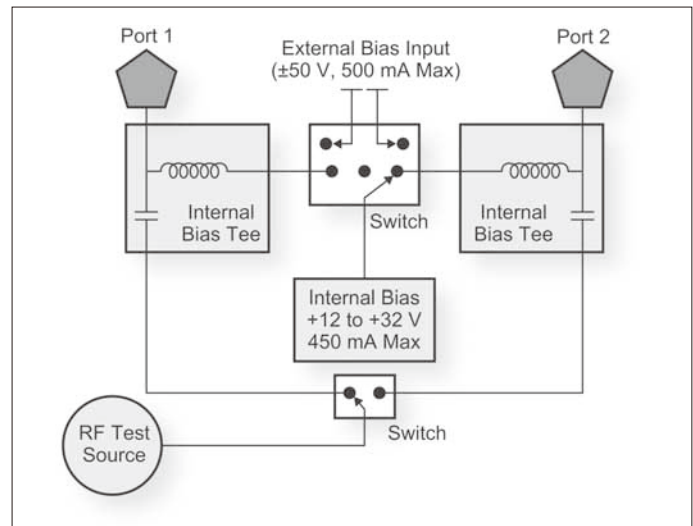 Port 1
External Bias Input
(±50 V, 500 mA Max)
Port 2
Internal
Bias Tee
Switch
Internal
Bias Tee
Internal Bias
+12 to +32 V
450 mA Max
RF Test
Source
Switch